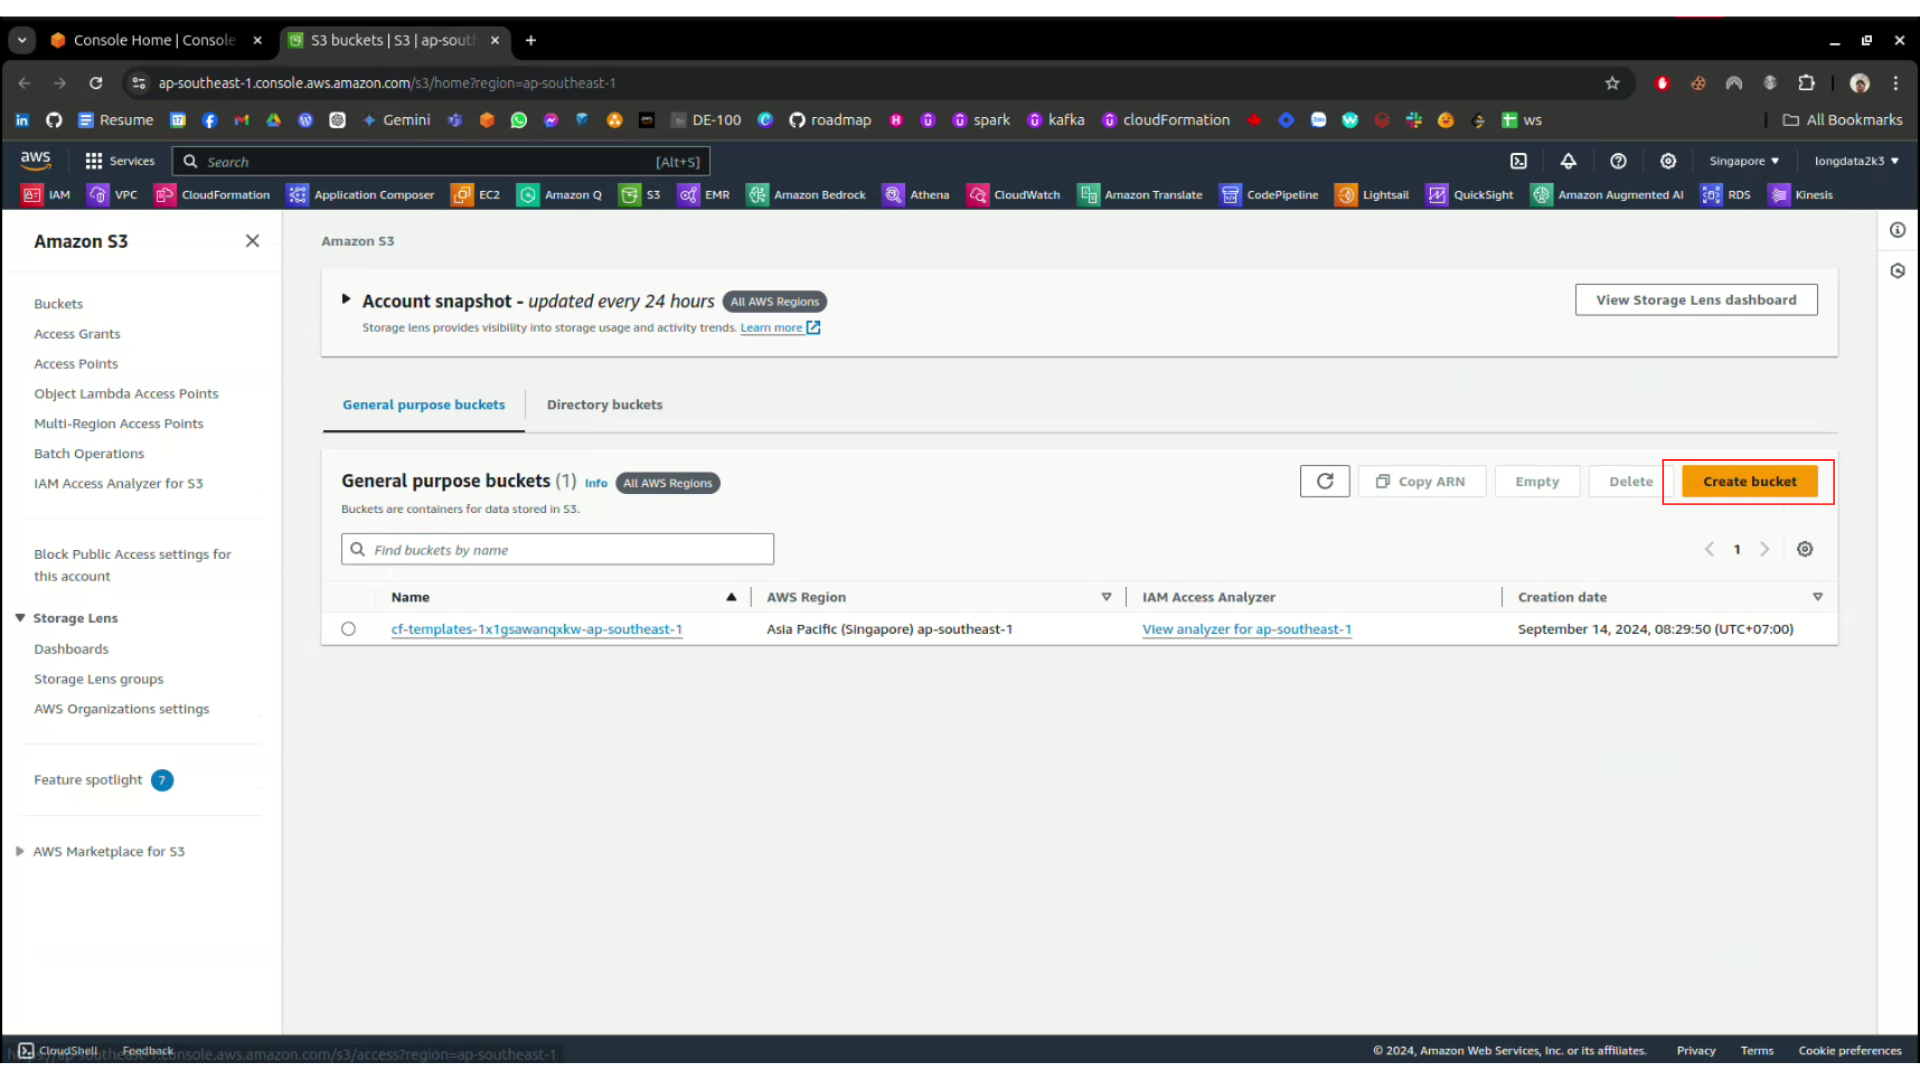 Console Home | Console
S3 buckets | S3 | ap-south
ap-southeast-1.console.aws.amazon.com/s3/home?region=ap-southeast-1
Resume Gemini DE-100 roadmap spark kafka cloudFormation ws All Bookmarks
aws Services Search [Alt+S] Singapore longdata2k3
IAM VPC CloudFormation Application Composer EC2 Amazon Q S3 EMR Amazon Bedrock Athena CloudWatch Amazon Translate CodePipeline Lightsail QuickSight Amazon Augmented AI RDS Kinesis
Amazon S3
Buckets
Access Grants
Access Points
Object Lambda Access Points
Multi-Region Access Points
Batch Operations
IAM Access Analyzer for S3
Block Public Access settings for
this account
Storage Lens
Dashboards
Storage Lens groups
AWS Organizations settings
Feature spotlight 7
AWS Marketplace for S3
Amazon S3
Account snapshot - updated every 24 hours All AWS Regions
View Storage Lens dashboard
Storage lens provides visibility into storage usage and activity trends. Learn more
General purpose buckets Directory buckets
General purpose buckets (1) Info All AWS Regions
Copy ARN Empty Delete Create bucket
Buckets are containers for data stored in S3.
Find buckets by name
1
Name AWS Region IAM Access Analyzer Creation date
cf-templates-1x1gsawanqxkw-ap-southeast-1 Asia Pacific (Singapore) ap-southeast-1 View analyzer for ap-southeast-1 September 14, 2024, 08:29:50 (UTC+07:00)
CloudShell Feedback
https://ap-southeast-1.console.aws.amazon.com/s3/access?region=ap-southeast-1
© 2024, Amazon Web Services, Inc. or its affiliates. Privacy Terms Cookie preferences